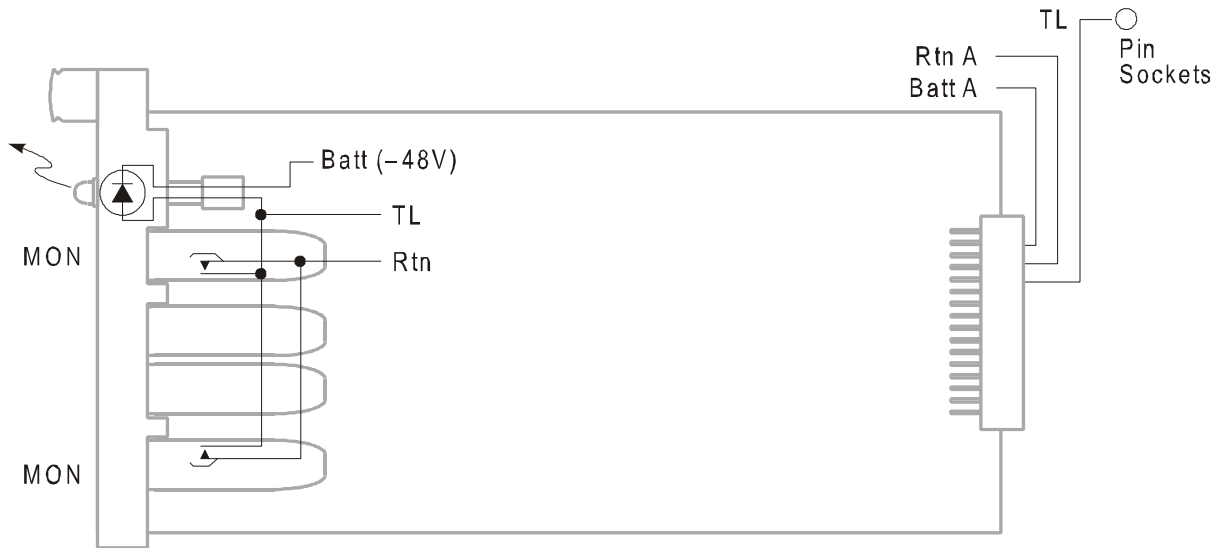 TL
Pin
Sockets
Rtn A
Batt A
Batt (–48V)
TL
MON
Rtn
MON